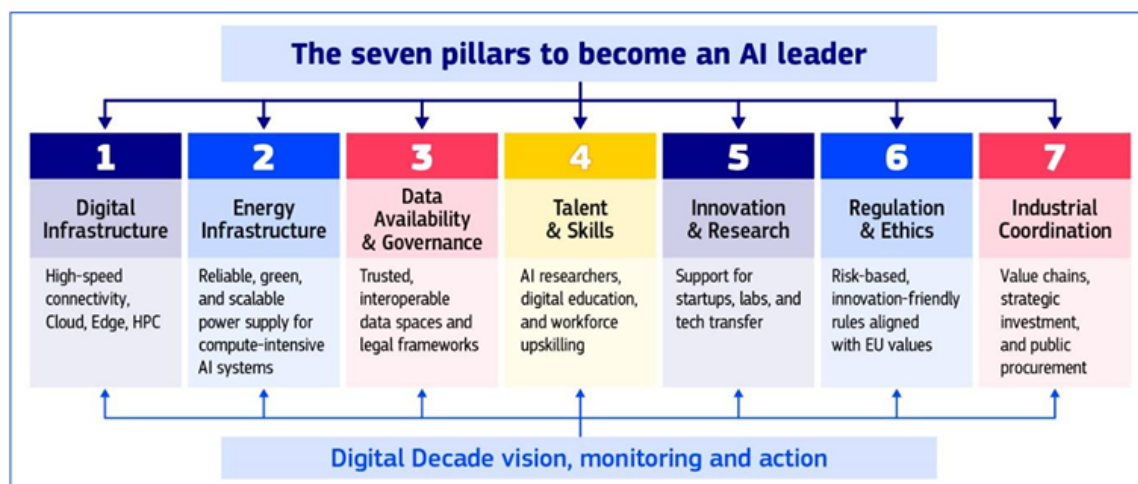 The seven pillars to become an AI leader
1
Digital
Infrastructure
High-speed
connectivity,
Cloud, Edge, HPC
2
Energy
Infrastructure
Reliable, green,
and scalable
power supply for
compute-intensive
AI systems
3
Data
Availability
& Governance
Trusted,
interoperable
data spaces and
legal frameworks
4
Talent
& Skills
AI researchers,
digital education,
and workforce
upskilling
5
Innovation
& Research
Support for
startups, labs, and
tech transfer
6
Regulation
& Ethics
Risk-based,
innovation-friendly
rules aligned
with EU values
7
Industrial
Coordination
Value chains,
strategic
investment,
and public
procurement
Digital Decade vision, monitoring and action